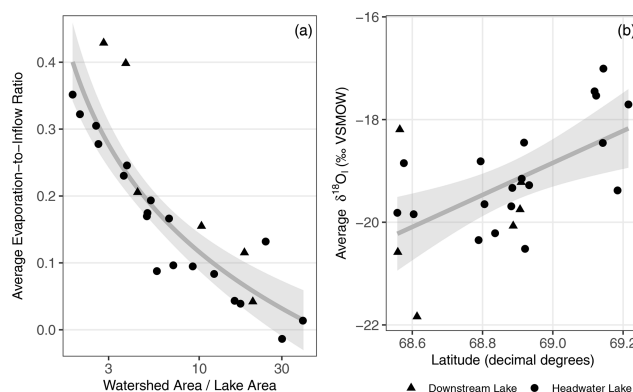 (a)
0.4
0.3
0.2
0.1
0.0
Average Evaporation−to−Inflow Ratio
3 10 30
Watershed Area / Lake Area
(b)
−16
−18
−20
−22
Average δ¹⁸Oₗ (‰ VSMOW)
68.6 68.8 69.0 69.2
Latitude (decimal degrees)
Downstream Lake Headwater Lake